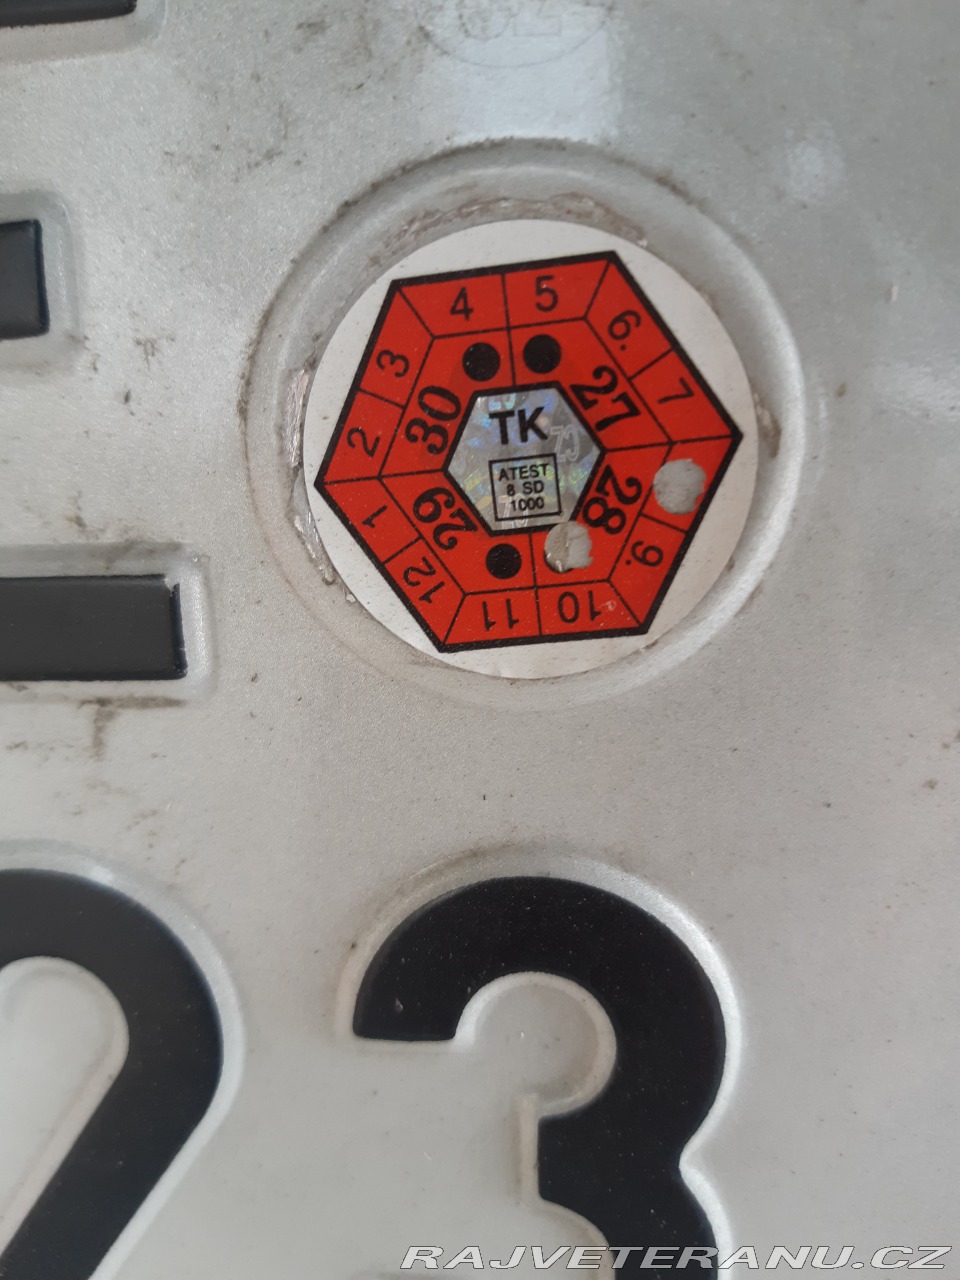 4 5 6. 7 9. 10 11 12 1 2 3
27 28 29 30
TK
CZ
ATEST
8 SD
1000
23
RAJVETERANU.CZ